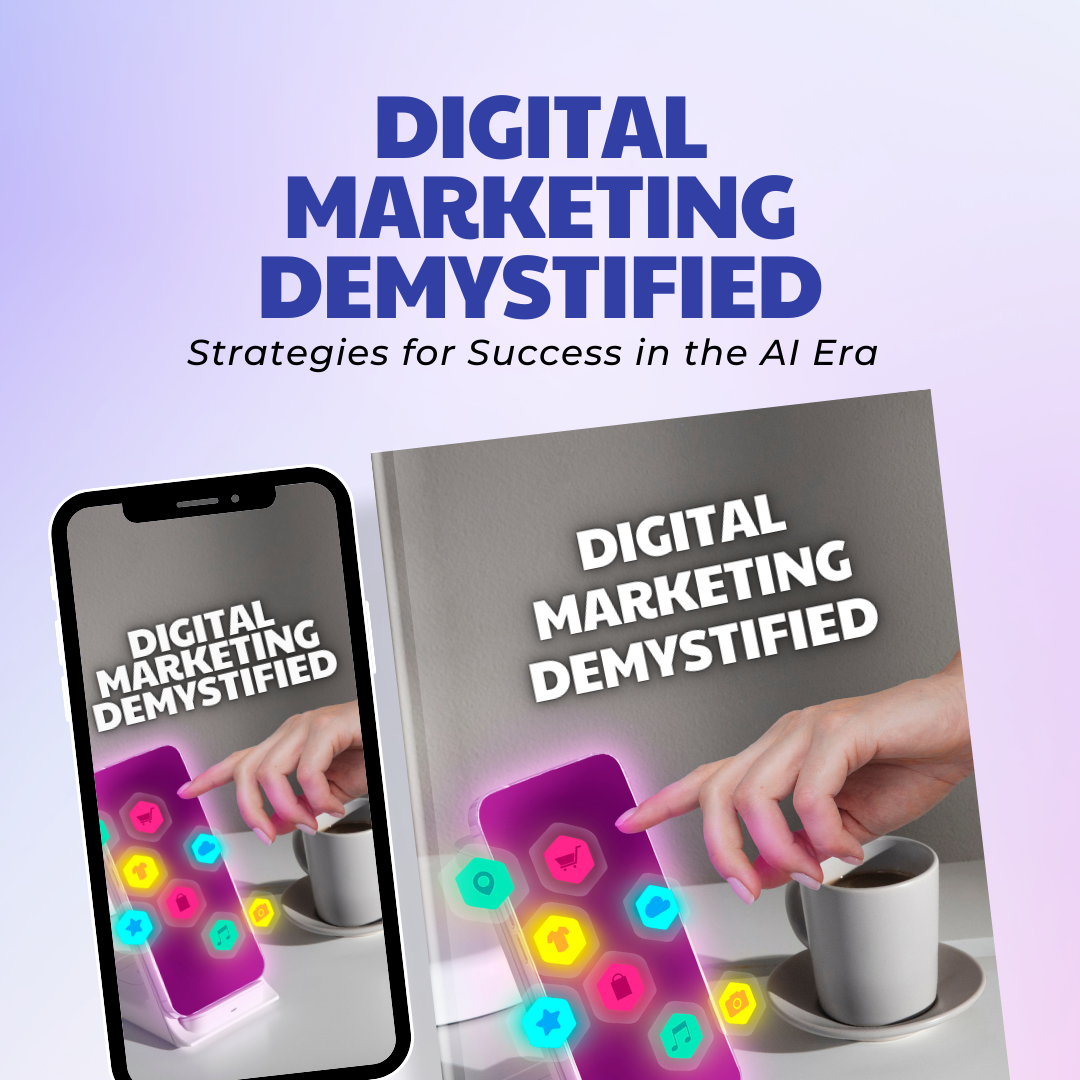 DIGITAL
MARKETING
DEMYSTIFIED
Strategies for Success in the AI Era
DIGITAL
MARKETING
DEMYSTIFIED
DIGITAL
MARKETING
DEMYSTIFIED